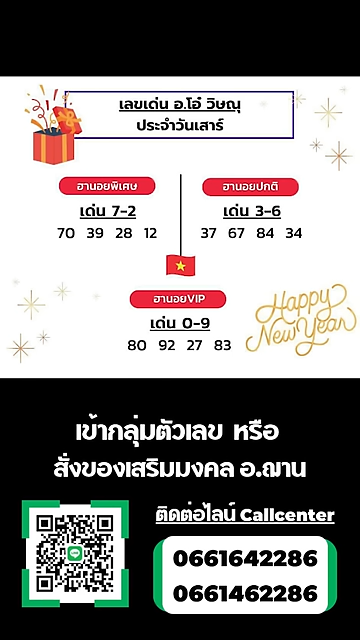 เลขเด่น อ.โอ๋ วิษณุ
ประจำวันเสาร์
ฮานอยพิเศษ
เด่น 7-2
70 39 28 12
ฮานอยปกติ
เด่น 3-6
37 67 84 34
ฮานอยVIP
เด่น 0-9
80 92 27 83
Happy
New Year
เข้ากลุ่มตัวเลข หรือ
สั่งของเสริมมงคล อ.ฌาน
ติดต่อไลน์ Callcenter
0661642286
0661462286